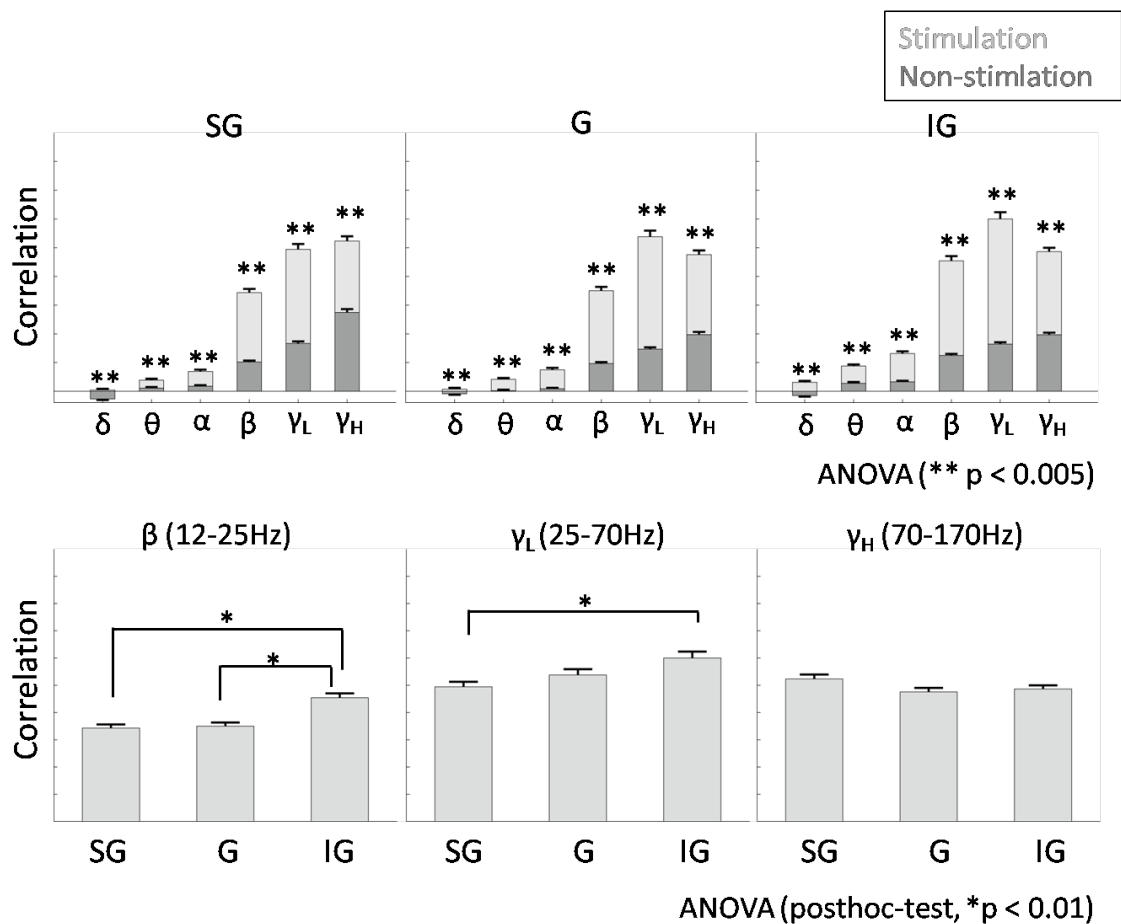 Stimulation
Non-stimlation
SG G IG
Correlation
** ** ** ** ** **
** ** ** ** ** **
** ** ** ** ** **
δ θ α β γL γH
δ θ α β γL γH
δ θ α β γL γH
ANOVA (** p < 0.005)
β (12-25Hz) γL (25-70Hz) γH (70-170Hz)
Correlation
* *
*
SG G IG
SG G IG
SG G IG
ANOVA (posthoc-test, *p < 0.01)